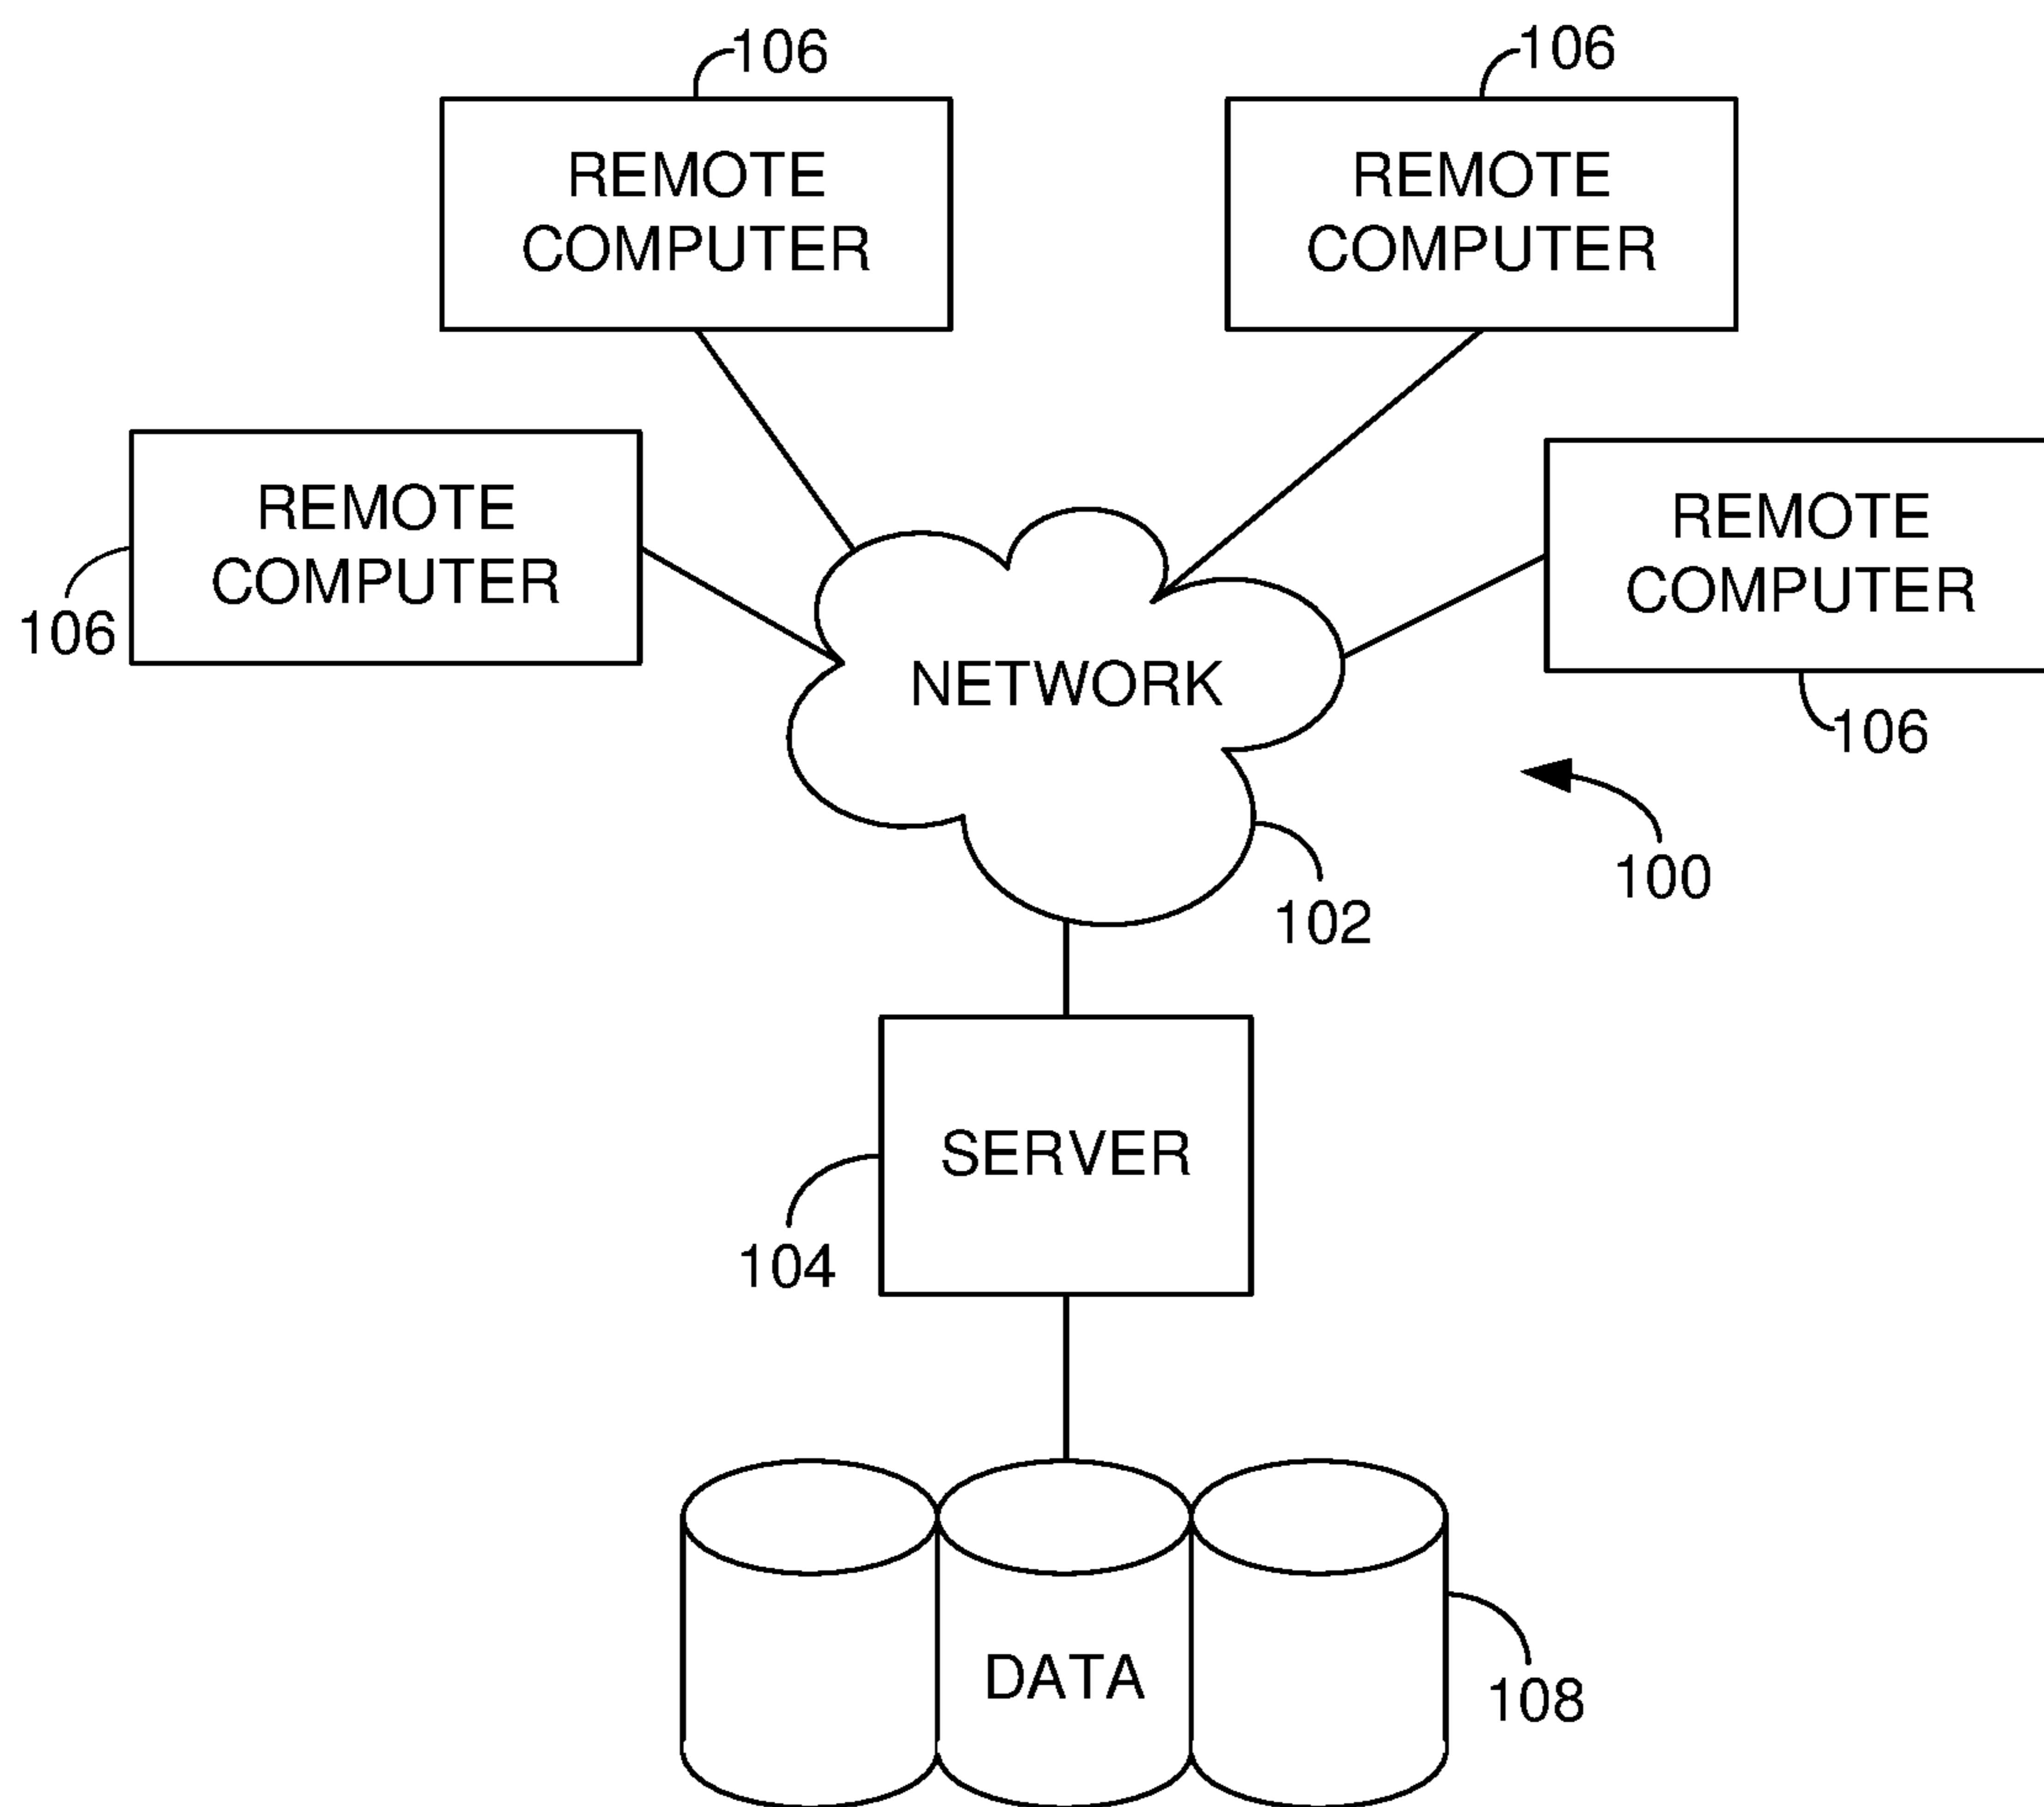 106
106
REMOTE
COMPUTER
REMOTE
COMPUTER
REMOTE
COMPUTER
106
REMOTE
COMPUTER
106
NETWORK
100
102
SERVER
104
DATA
108